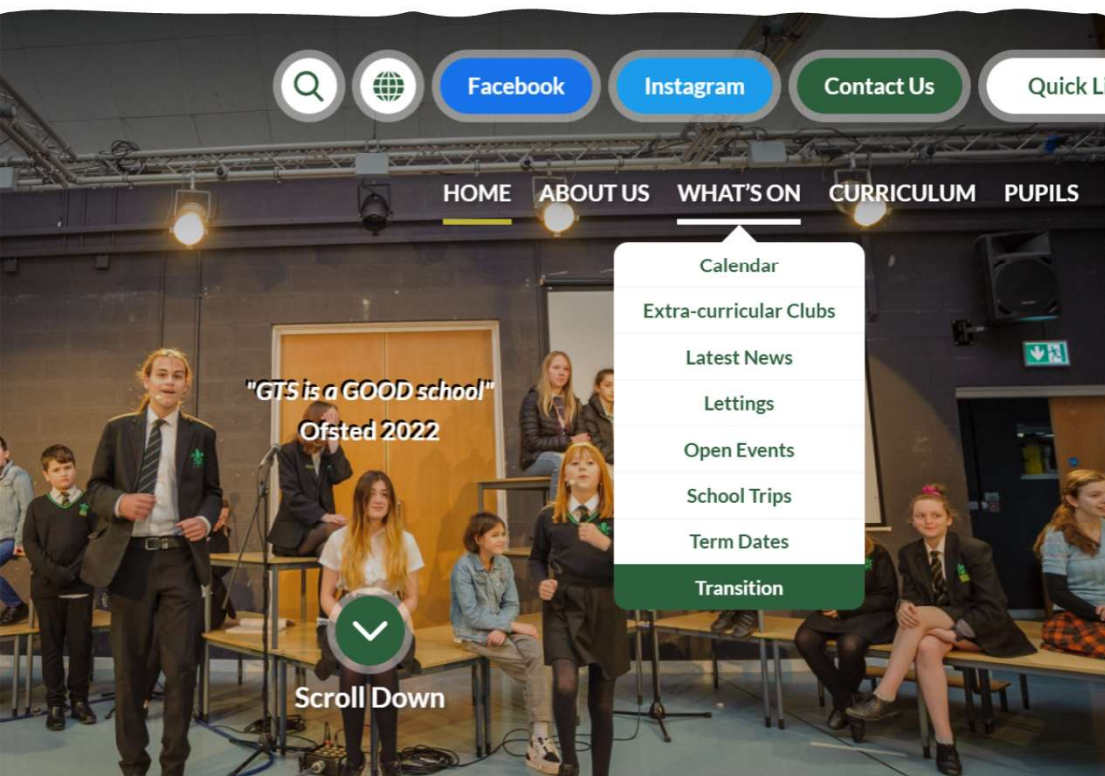 Facebook
Instagram
Contact Us
Quick Li
HOME
ABOUT US
WHAT'S ON
CURRICULUM
PUPILS
Calendar
Extra-curricular Clubs
Latest News
Lettings
Open Events
School Trips
Term Dates
Transition
"GTS is a GOOD school"
Ofsted 2022
Scroll Down